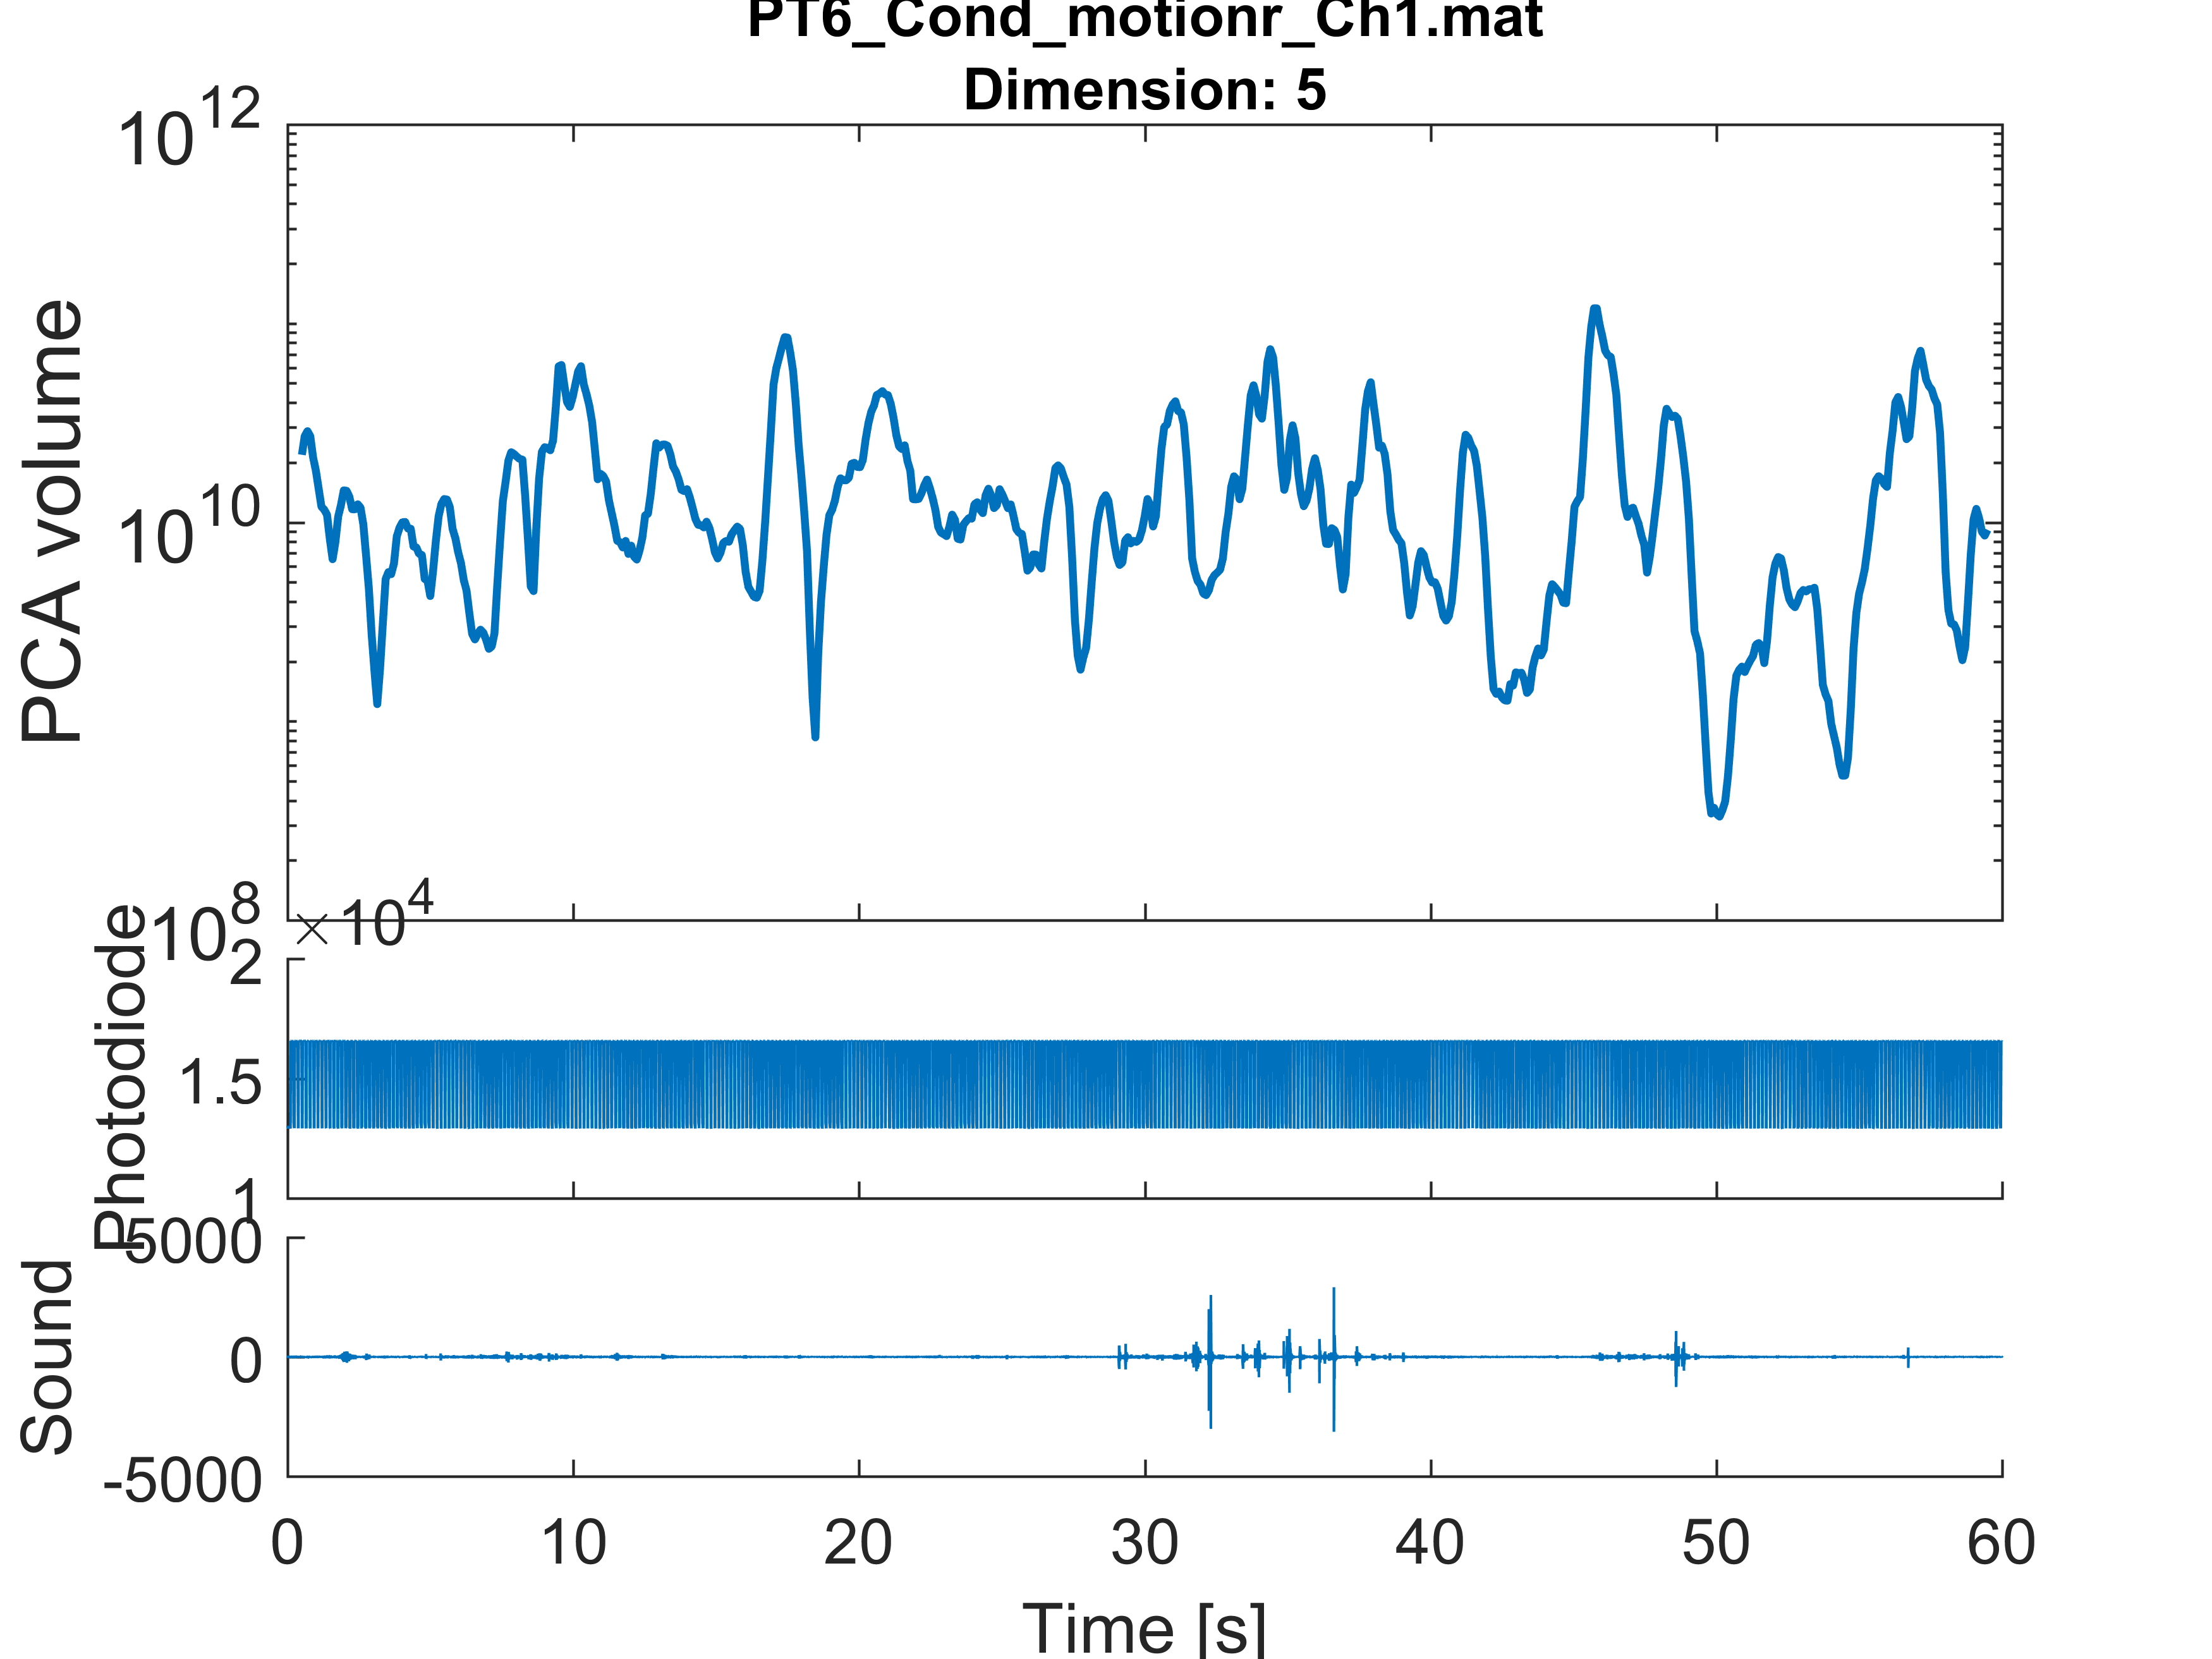 PT6_Cond_motionr_Ch1.mat
Dimension: 5
10^12
10^10
10^8
PCA volume
×10^4
2
1.5
1
Photodiode
5000
0
-5000
Sound
0 10 20 30 40 50 60
Time [s]